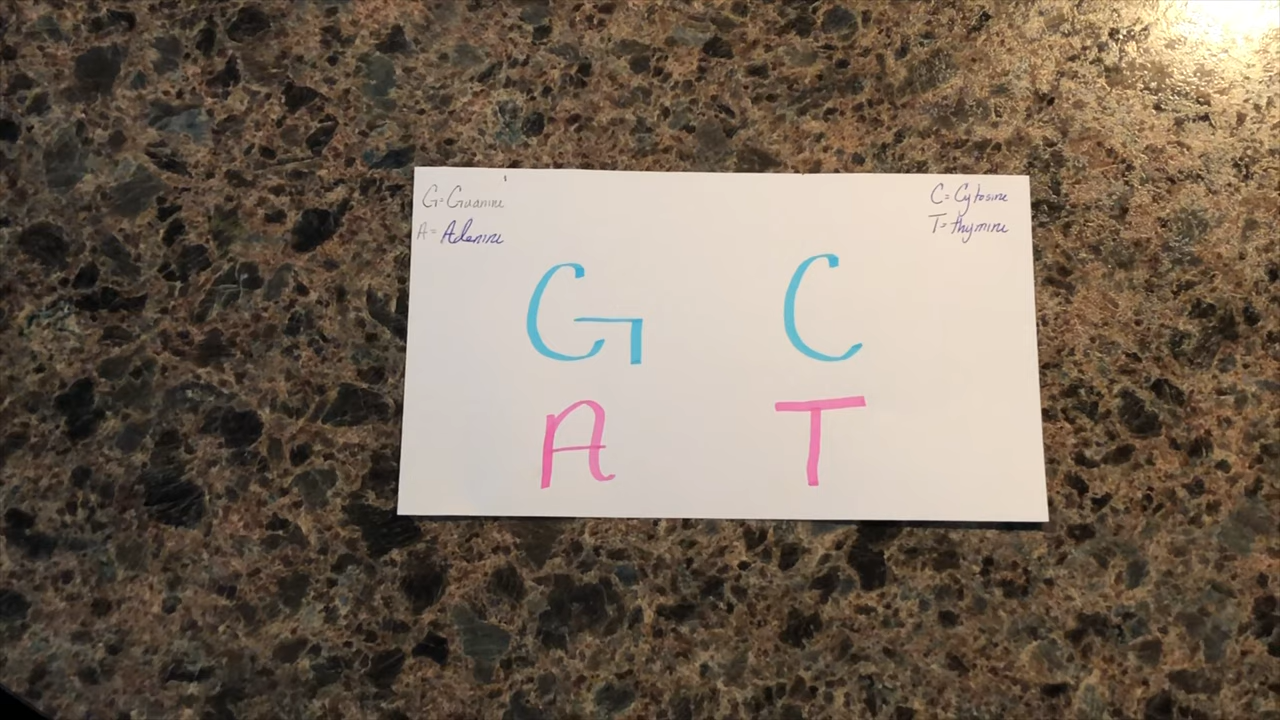 G=Guanine
A=Adenine
C=Cytosine
T=thymine
G C
A T